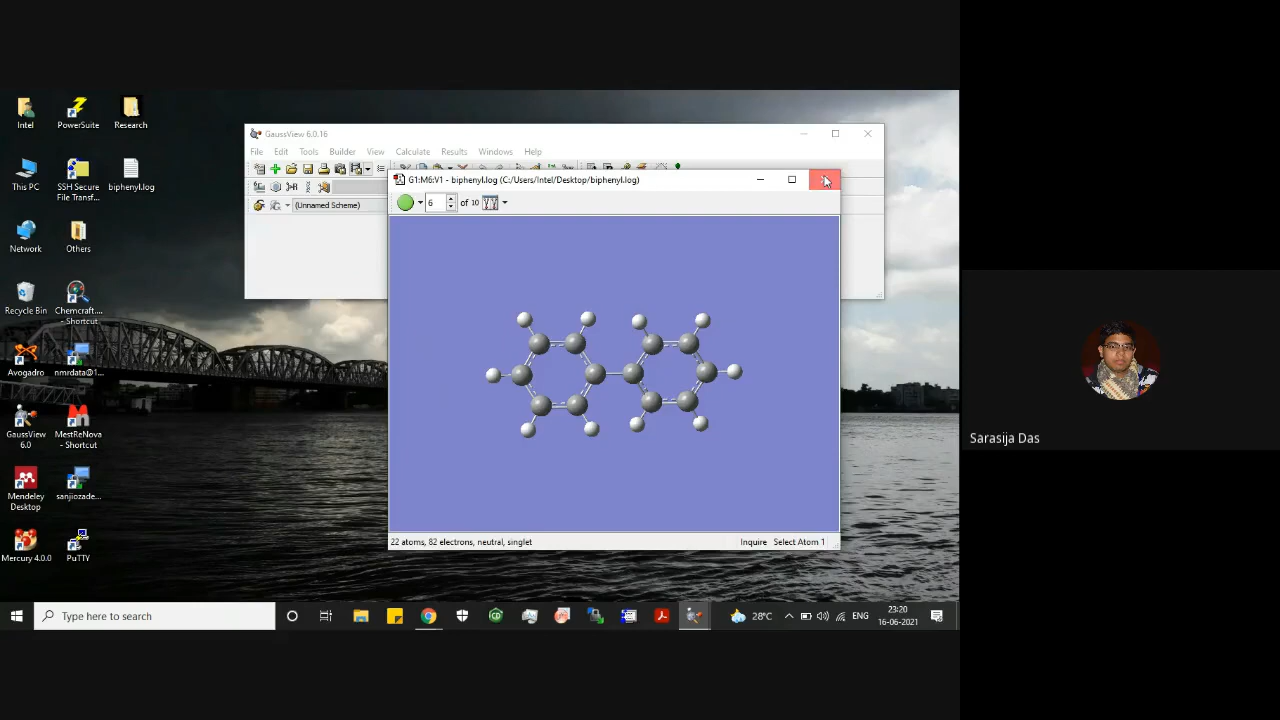 Intel
PowerSuite
Research
This PC
SSH Secure
File Transf...
biphenyl.log
Network
Others
Recycle Bin
Chemcraft....
- Shortcut
Avogadro
nmrdata@1...
GaussView
6.0
MestReNova
- Shortcut
Mendeley
Desktop
sanjiozade...
Mercury 4.0.0
PuTTY
GaussView 6.0.16
File Edit Tools Builder View Calculate Results Windows Help
(Unnamed Scheme)
G1:M6:V1 - biphenyl.log (C:/Users/Intel/Desktop/biphenyl.log)
6 of 10
22 atoms, 82 electrons, neutral, singlet
Inquire Select Atom 1
Type here to search
28°C
ENG
23:20
16-06-2021
Sarasija Das